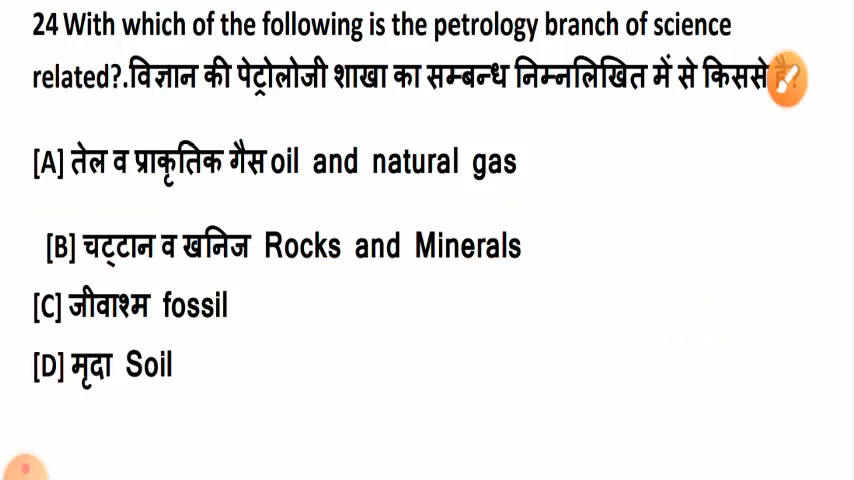 24 With which of the following is the petrology branch of science
related?.विज्ञान की पेट्रोलोजी शाखा का सम्बन्ध निम्नलिखित में से किससे है?
[A] तेल व प्राकृतिक गैस oil and natural gas
[B] चट्टान व खनिज Rocks and Minerals
[C] जीवाश्म fossil
[D] मृदा Soil